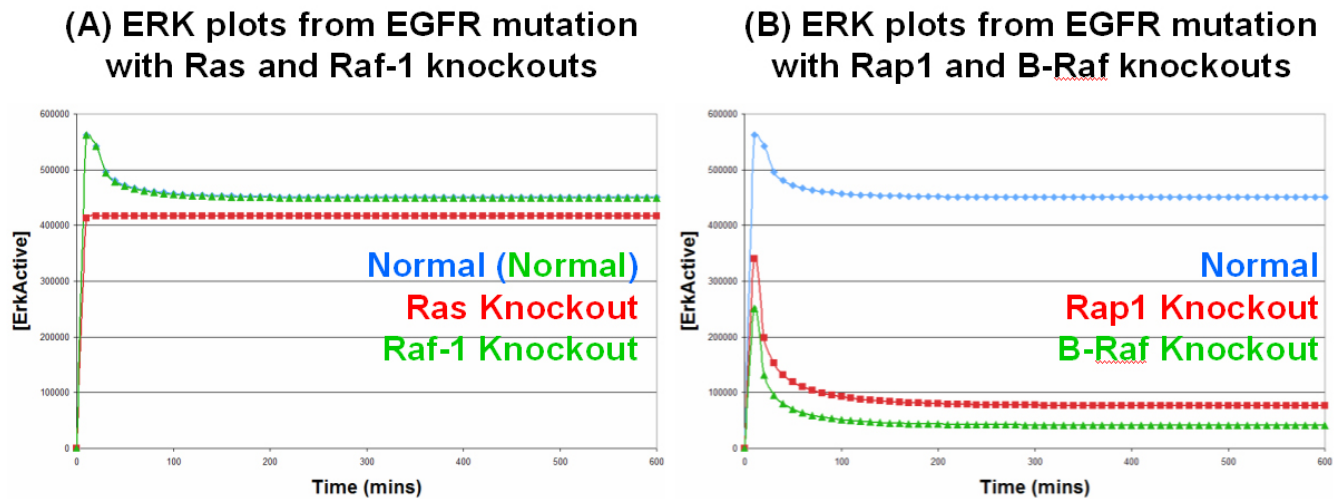 (A) ERK plots from EGFR mutation
with Ras and Raf-1 knockouts
600000
500000
400000
300000
200000
100000
0
[ErkActive]
Normal (Normal)
Ras Knockout
Raf-1 Knockout
0 100 200 300 400 500 600
Time (mins)
(B) ERK plots from EGFR mutation
with Rap1 and B-Raf knockouts
600000
500000
400000
300000
200000
100000
0
[ErkActive]
Normal
Rap1 Knockout
B-Raf Knockout
0 100 200 300 400 500 600
Time (mins)